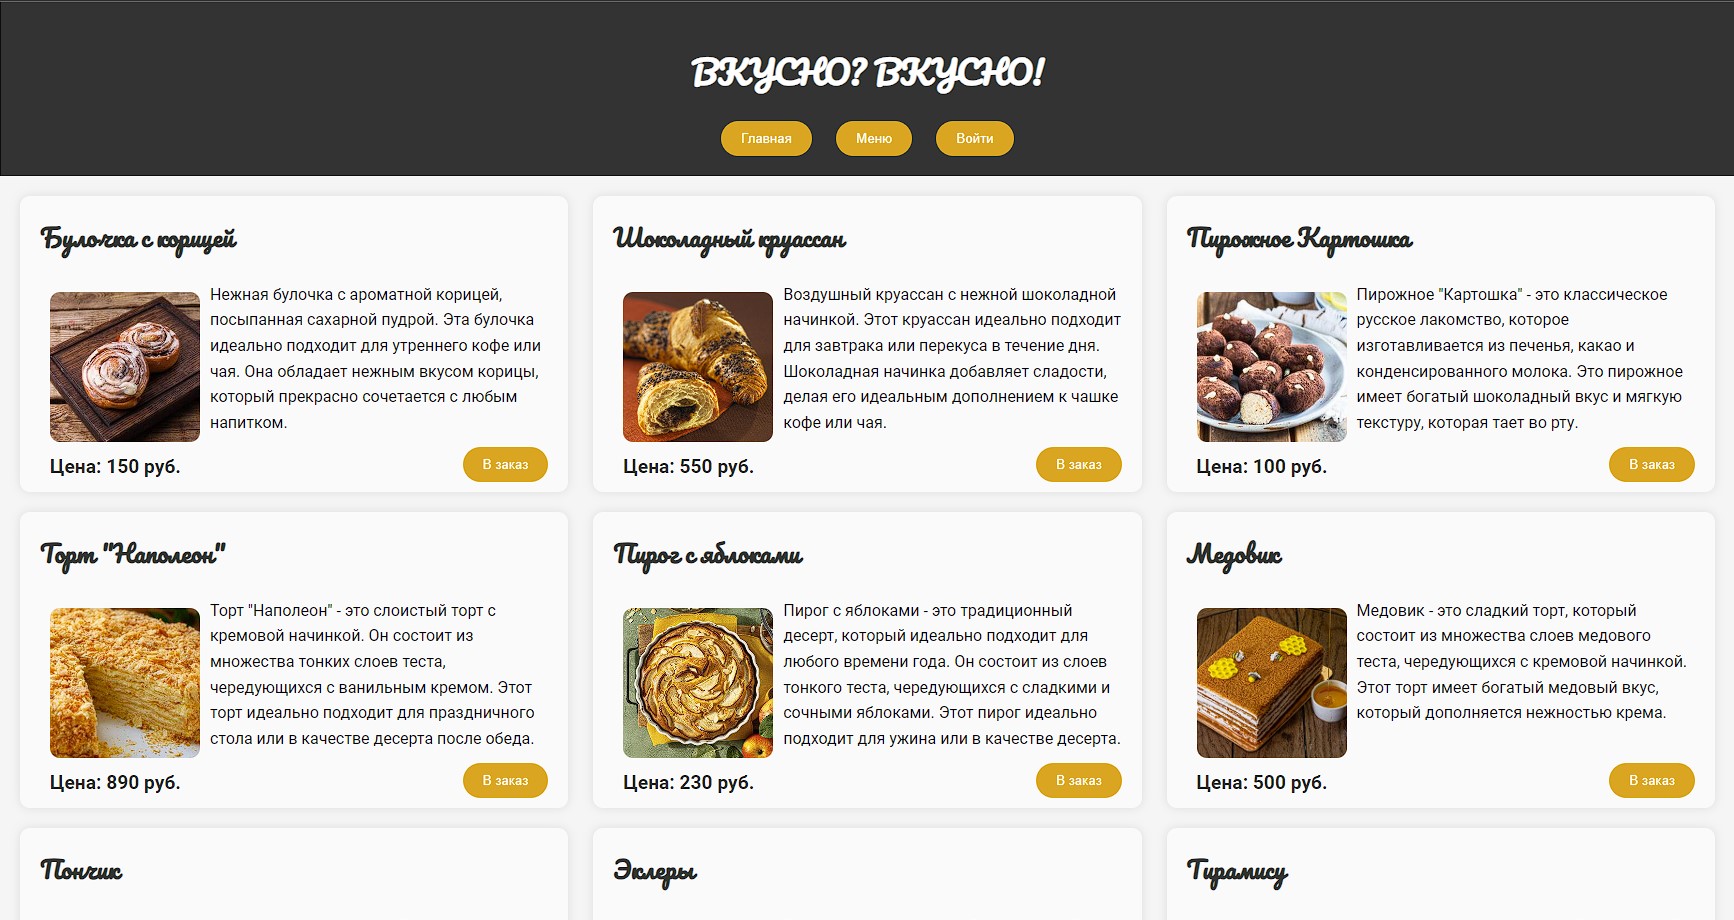 ВКУСНО? ВКУСНО!
Главная
Меню
Войти
Булочка с корицей
Нежная булочка с ароматной корицей,
посыпанная сахарной пудрой. Эта булочка
идеально подходит для утреннего кофе или
чая. Она обладает нежным вкусом корицы,
который прекрасно сочетается с любым
напитком.
Цена: 150 руб.
В заказ
Шоколадный круассан
Воздушный круассан с нежной шоколадной
начинкой. Этот круассан идеально подходит
для завтрака или перекуса в течение дня.
Шоколадная начинка добавляет сладости,
делая его идеальным дополнением к чашке
кофе или чая.
Цена: 550 руб.
В заказ
Пирожное Картошка
Пирожное "Картошка" - это классическое
русское лакомство, которое
изготавливается из печенья, какао и
конденсированного молока. Это пирожное
имеет богатый шоколадный вкус и мягкую
текстуру, которая тает во рту.
Цена: 100 руб.
В заказ
Торт "Наполеон"
Торт "Наполеон" - это слоистый торт с
кремовой начинкой. Он состоит из
множества тонких слоев теста,
чередующихся с ванильным кремом. Этот
торт идеально подходит для праздничного
стола или в качестве десерта после обеда.
Цена: 890 руб.
В заказ
Пирог с яблоками
Пирог с яблоками - это традиционный
десерт, который идеально подходит для
любого времени года. Он состоит из слоев
тонкого теста, чередующихся с сладкими и
сочными яблоками. Этот пирог идеально
подходит для ужина или в качестве десерта.
Цена: 230 руб.
В заказ
Медовик
Медовик - это сладкий торт, который
состоит из множества слоев медового
теста, чередующихся с кремовой начинкой.
Этот торт имеет богатый медовый вкус,
который дополняется нежностью крема.
Цена: 500 руб.
В заказ
Пончик
Эклеры
Тирамису